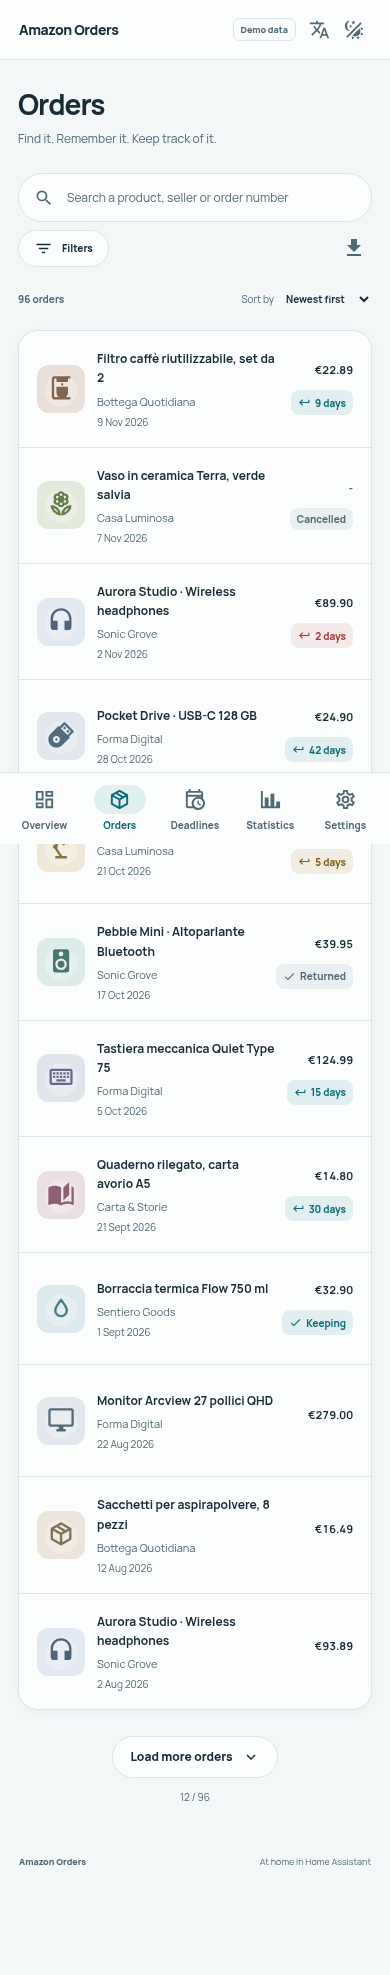 Amazon Orders
Demo data
Orders
Find it. Remember it. Keep track of it.
Search a product, seller or order number
Filters
96 orders
Sort by Newest first
Filtro caffè riutilizzabile, set da
2
Bottega Quotidiana
9 Nov 2026
€22.89
9 days
Vaso in ceramica Terra, verde
salvia
Casa Luminosa
7 Nov 2026
-
Cancelled
Aurora Studio · Wireless
headphones
Sonic Grove
2 Nov 2026
€89.90
2 days
Pocket Drive · USB-C 128 GB
Forma Digital
28 Oct 2026
€24.90
42 days
Overview
Orders
Deadlines
Statistics
Settings
Casa Luminosa
21 Oct 2026
5 days
Pebble Mini · Altoparlante
Bluetooth
Sonic Grove
17 Oct 2026
€39.95
Returned
Tastiera meccanica Quiet Type
75
Forma Digital
5 Oct 2026
€124.99
15 days
Quaderno rilegato, carta
avorio A5
Carta & Storie
21 Sept 2026
€14.80
30 days
Borraccia termica Flow 750 ml
Sentiero Goods
1 Sept 2026
€32.90
Keeping
Monitor Arcview 27 pollici QHD
Forma Digital
22 Aug 2026
€279.00
Sacchetti per aspirapolvere, 8
pezzi
Bottega Quotidiana
12 Aug 2026
€16.49
Aurora Studio · Wireless
headphones
Sonic Grove
2 Aug 2026
€93.89
Load more orders
12 / 96
Amazon Orders
At home in Home Assistant